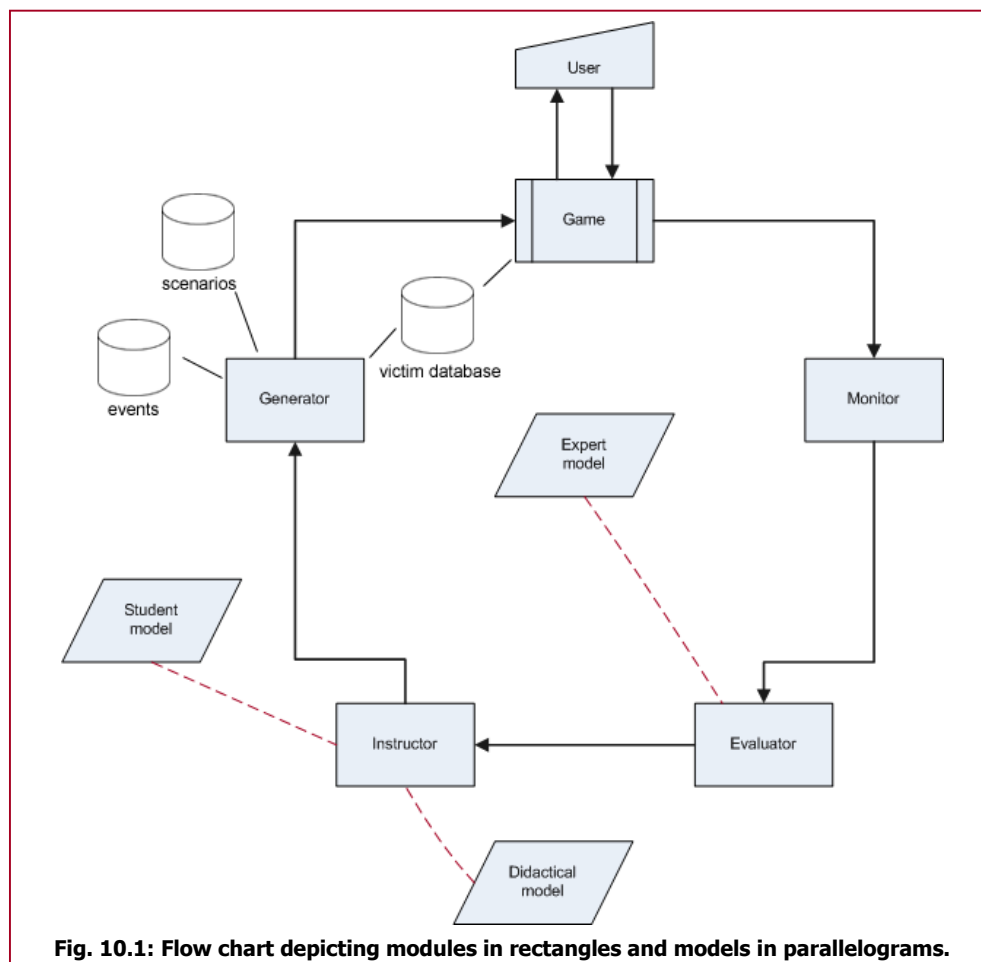 User
Game
scenarios
victim database
events
Generator
Monitor
Expert
model
Student
model
Instructor
Evaluator
Didactical
model
Fig. 10.1: Flow chart depicting modules in rectangles and models in parallelograms.